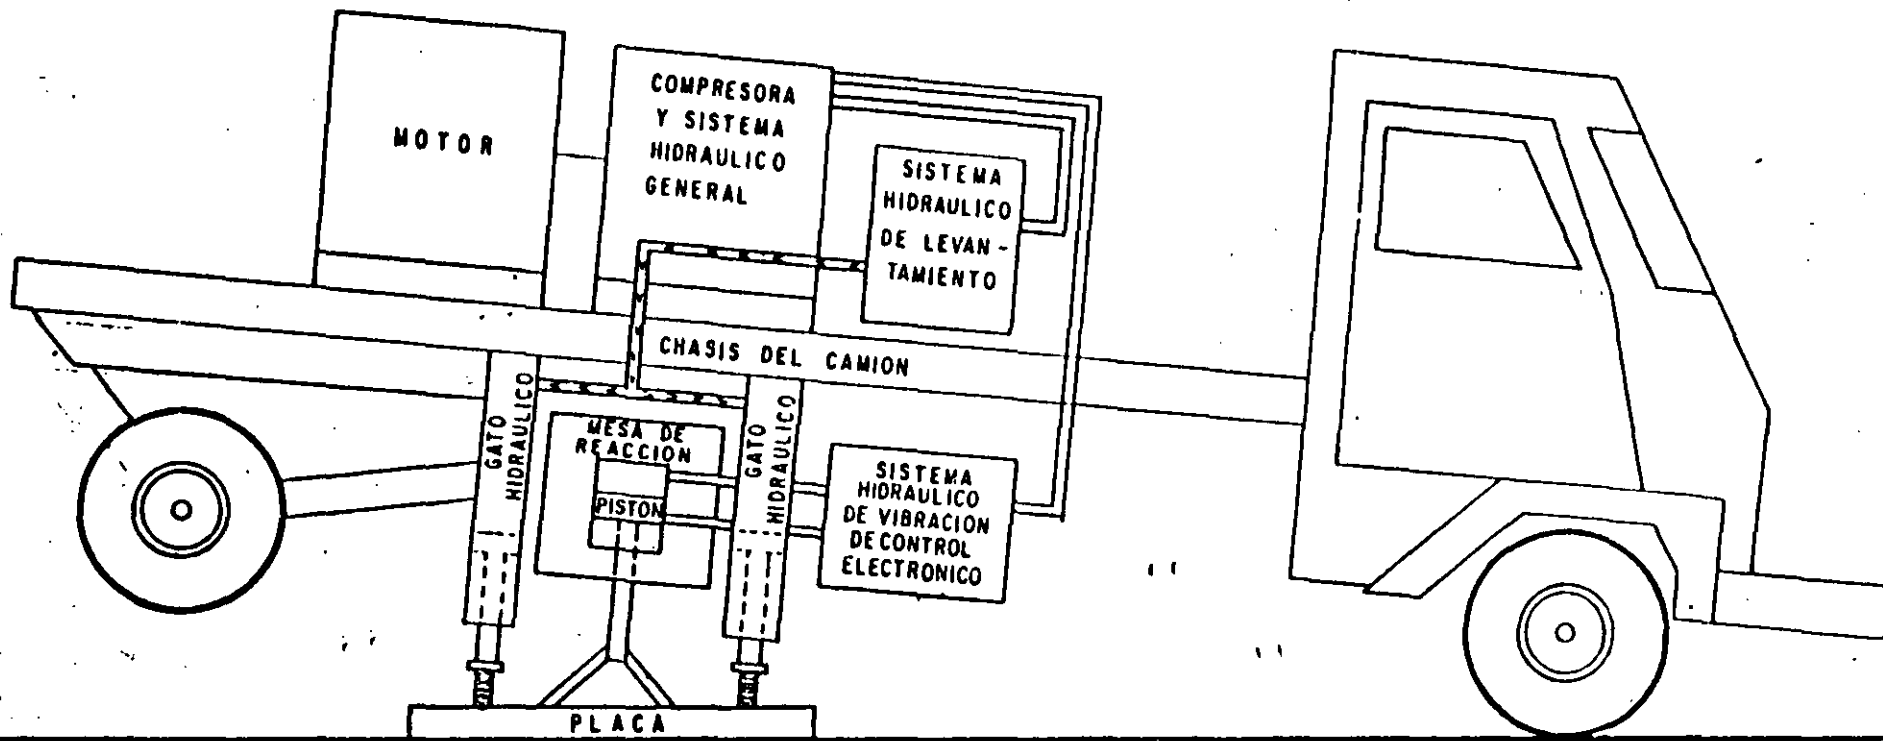 MOTOR
COMPRESORA
Y SISTEMA
HIDRAULICO
GENERAL
SISTEMA
HIDRAULICO
DE LEVAN-
TAMIENTO
CHASIS DEL CAMION
GATO
HIDRAULICO
MESA DE
REACCION
PISTON
GATO
HIDRAULICO
SISTEMA
HIDRAULICO
DE VIBRACION
DE CONTROL
ELECTRONICO
PLACA